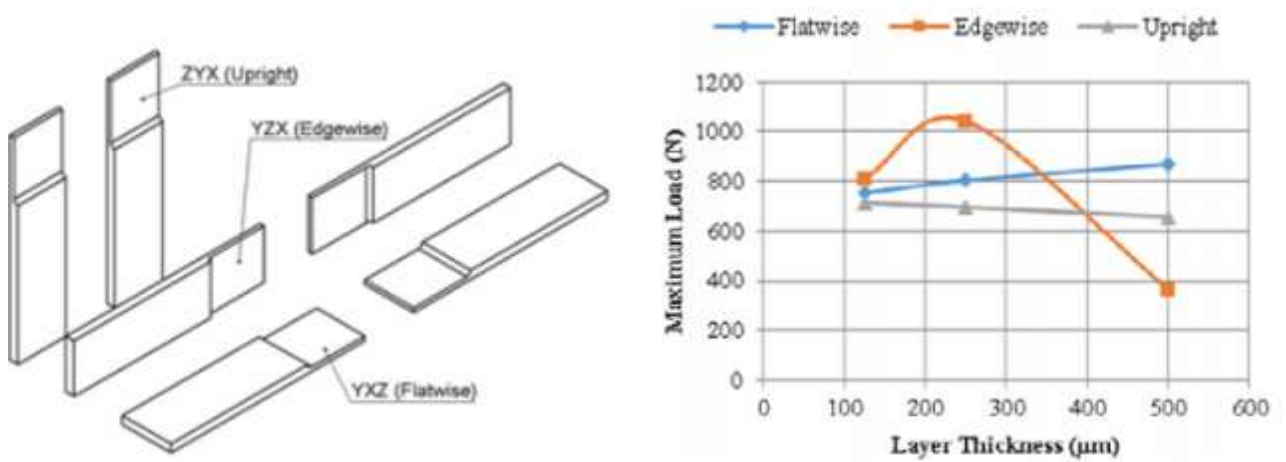 ZYX (Upright)
YZX (Edgewise)
YXZ (Flatwise)
Flatwise Edgewise Upright
1200
1000
800
600
400
200
0
0 100 200 300 400 500 600
Maximum Load (N)
Layer Thickness (μm)